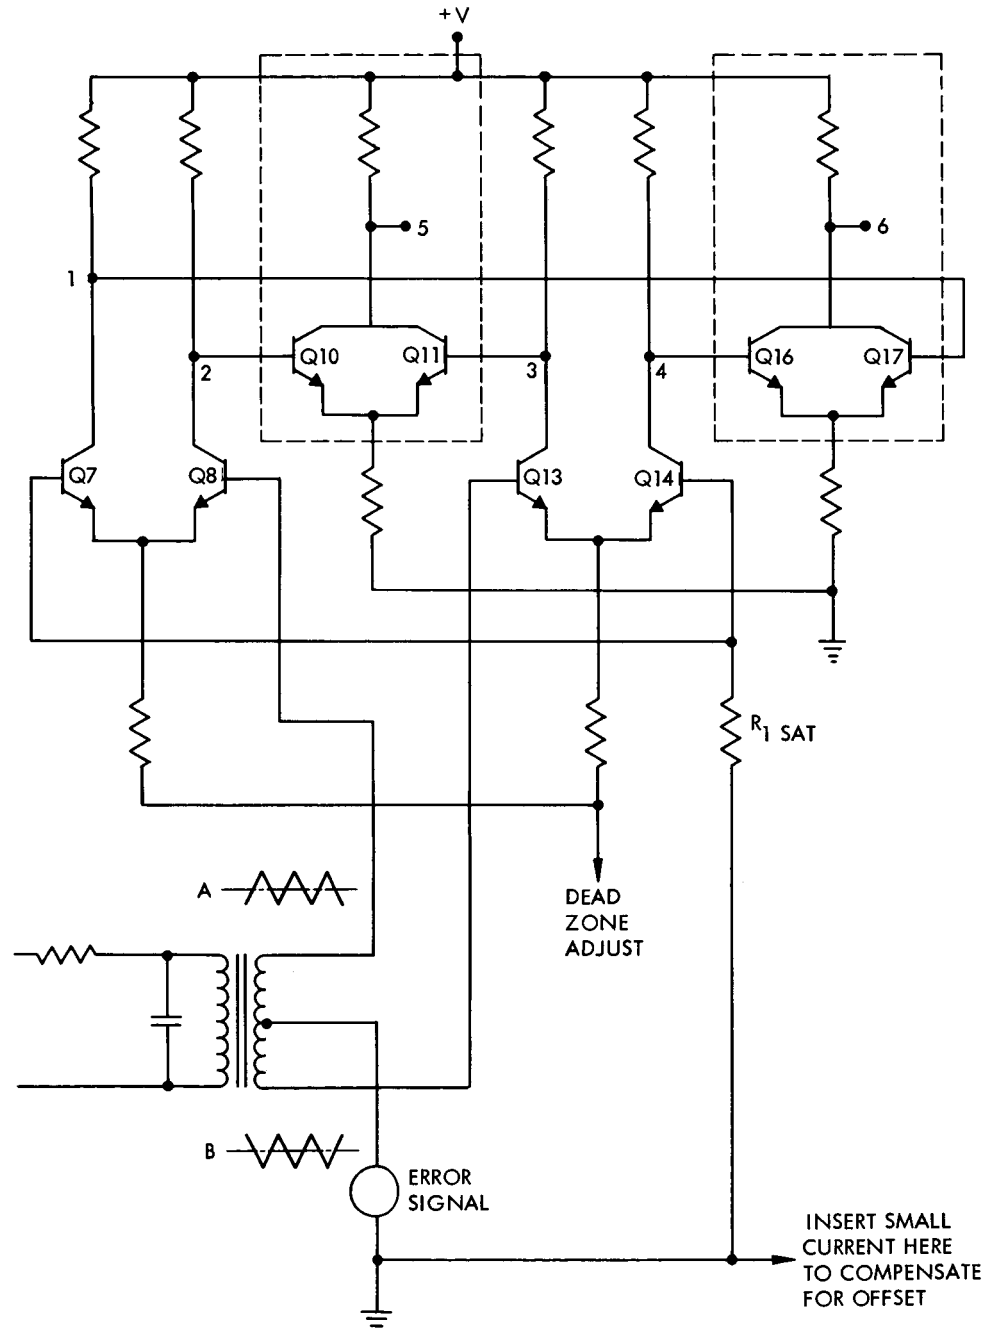 +V
5
6
1
Q10
Q11
Q16
Q17
2
3
4
Q7
Q8
Q13
Q14
R1 SAT
A
DEAD
ZONE
ADJUST
B
ERROR
SIGNAL
INSERT SMALL
CURRENT HERE
TO COMPENSATE
FOR OFFSET